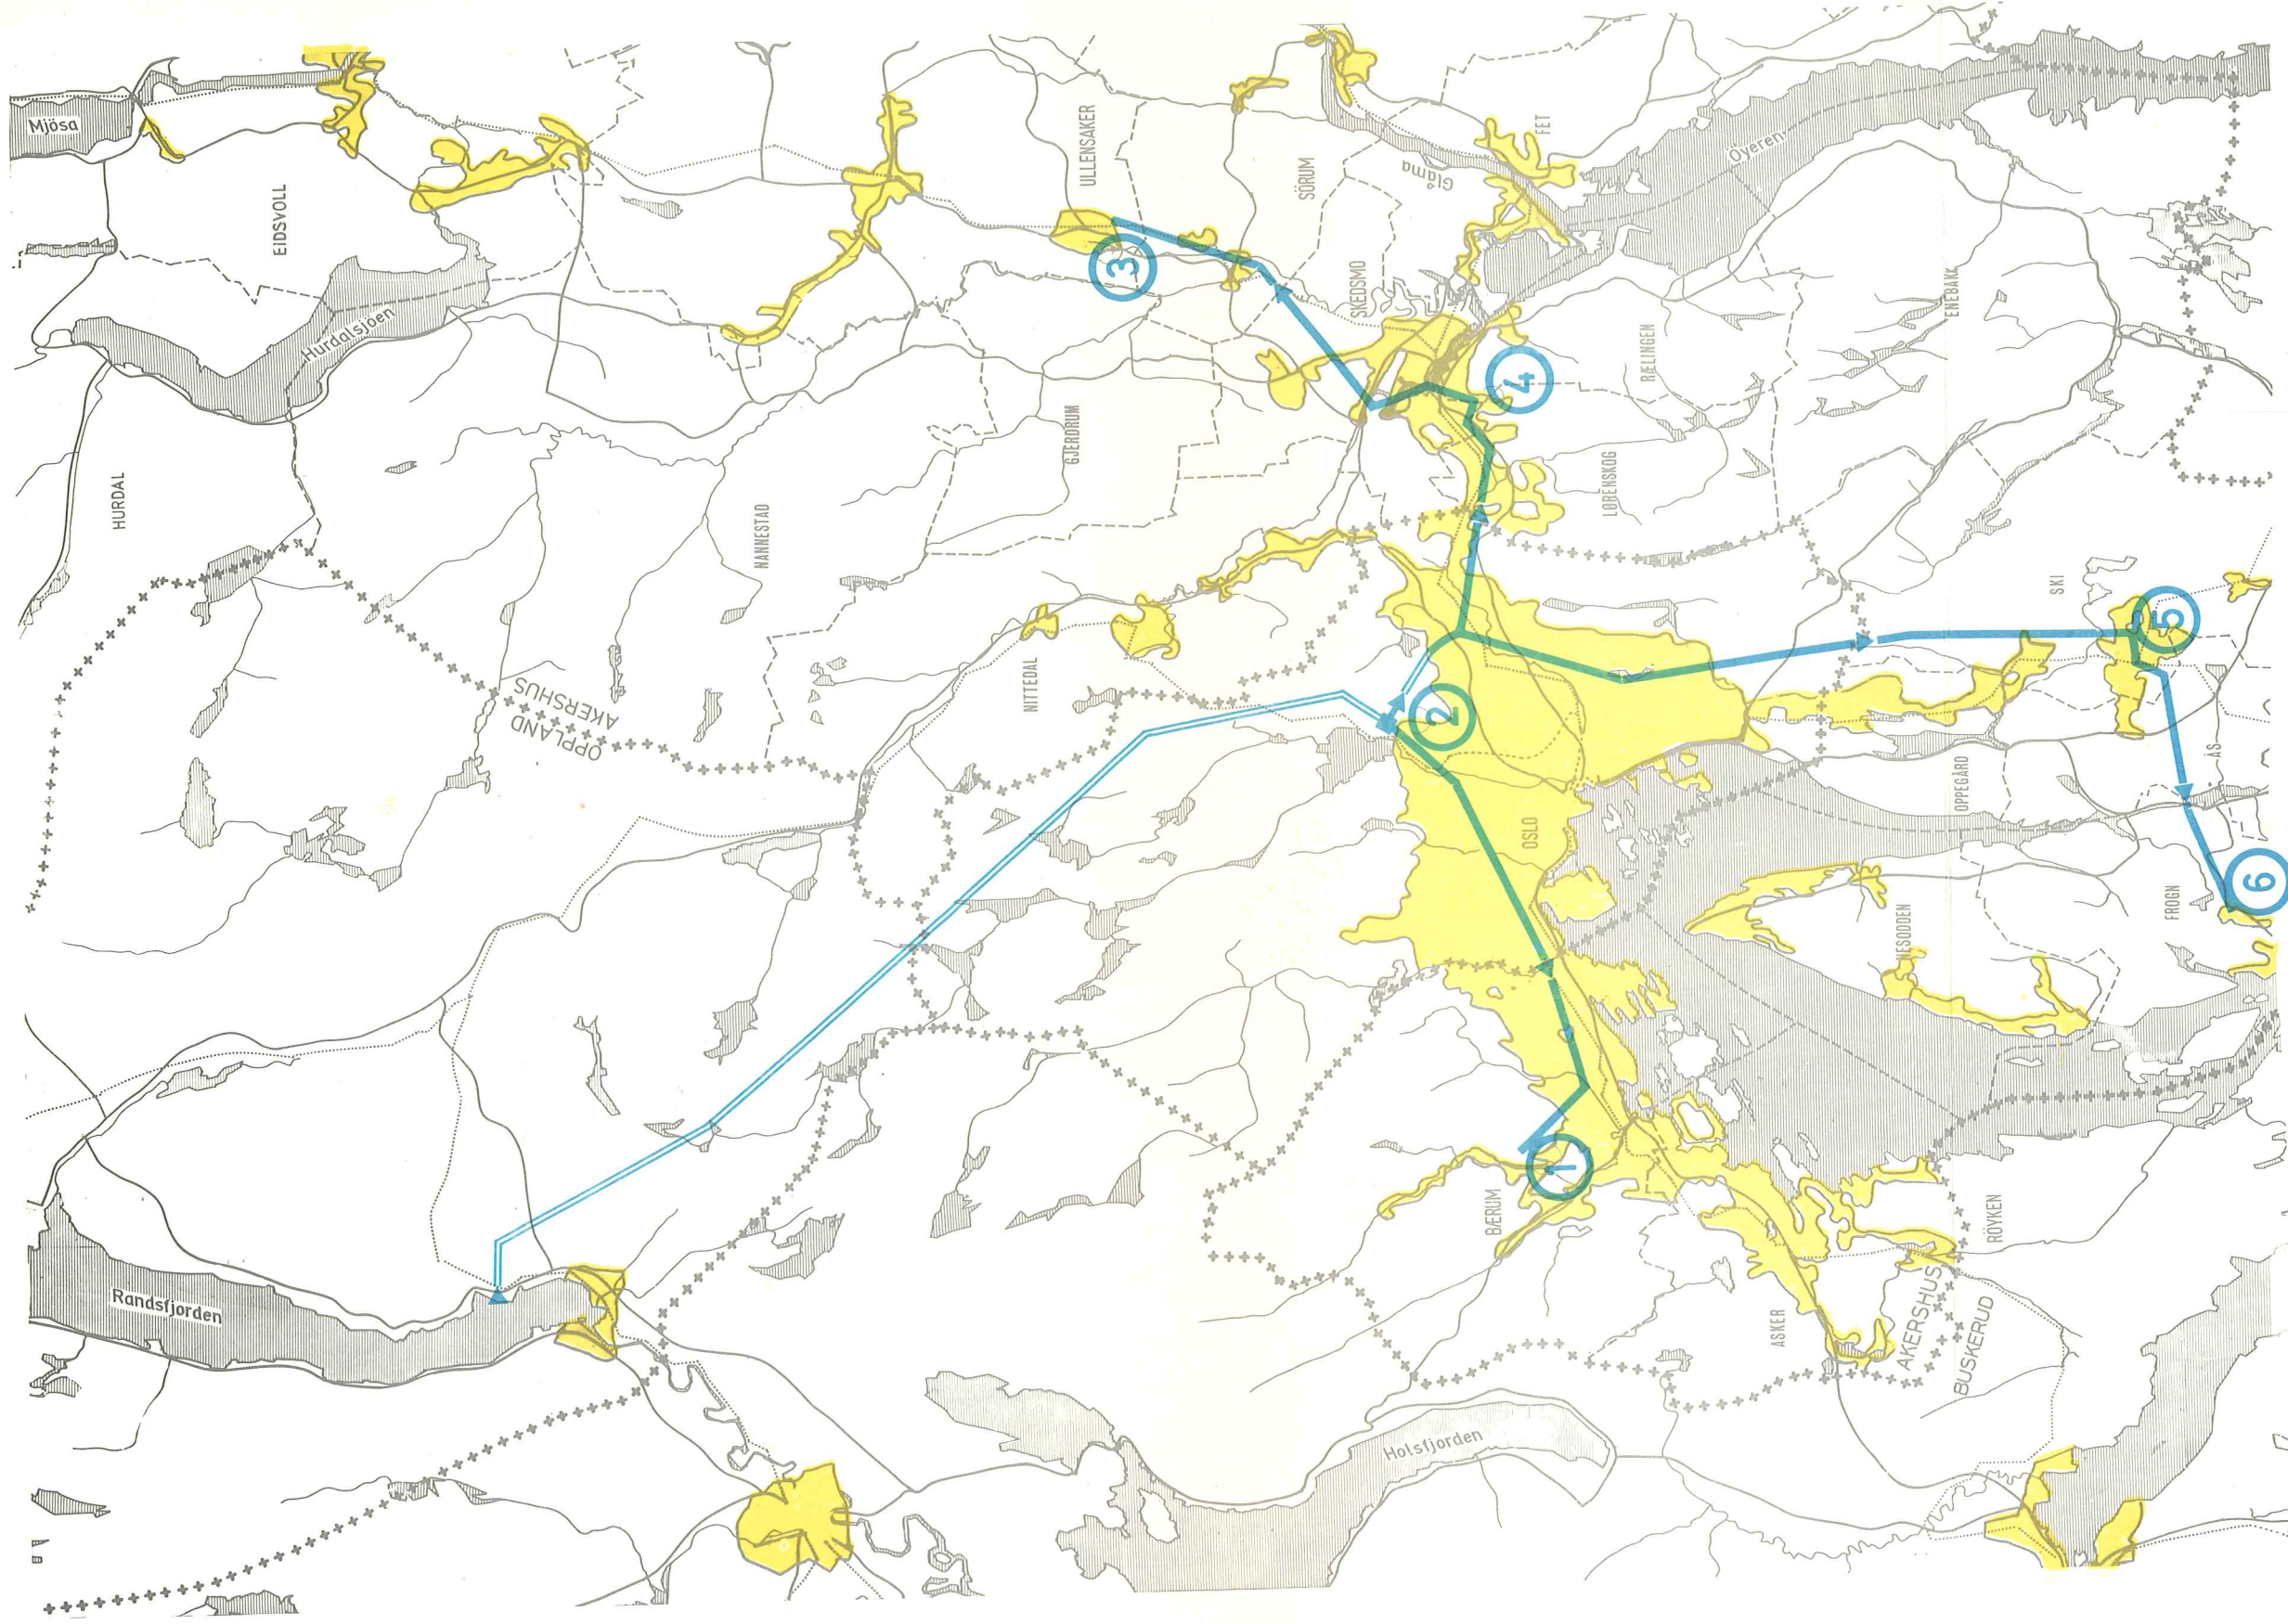 Mjösa
EIDSVOLL
Hurdalsjöen
HURDAL
ULLENSAKER
SÖRUM
Glåma
FET
Öyeren
3
SKEDSMO
4
RÆLINGEN
ENEBAKK
GJERDRUM
LØRENSKOG
NANNESTAD
NITTEDAL
OPPLAND
AKERSHUS
2
SKI
5
ÅS
OPPEGÅRD
OSLO
NESODDEN
FROGN
6
1
BÆRUM
RÖYKEN
ASKER
AKERSHUS
BUSKERUD
Randsfjorden
Holsfjorden